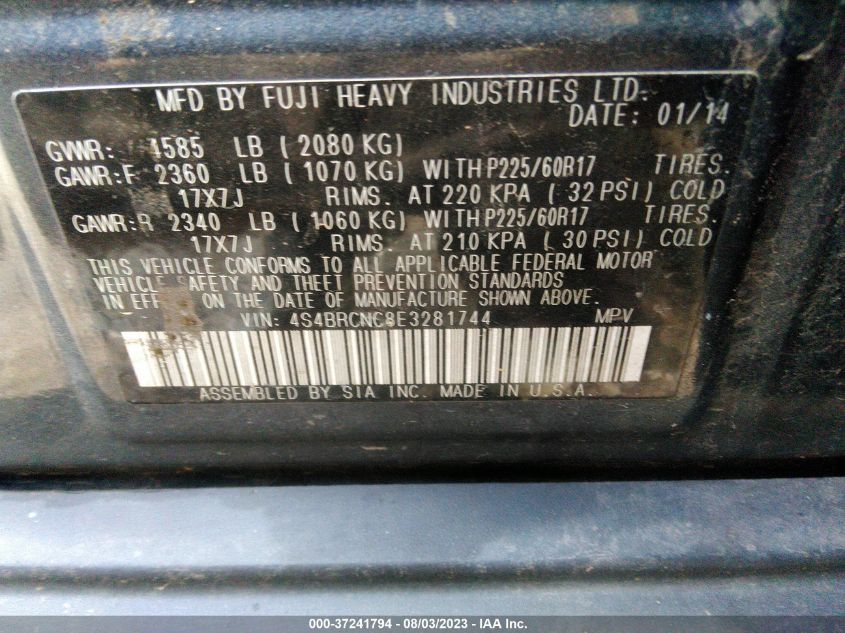 MFD BY FUJI HEAVY INDUSTRIES LTD.
DATE: 01/14
GVWR: 4585 LB ( 2080 KG)
GAWR:F 2360 LB ( 1070 KG) WITH P225/60R17 TIRES.
17X7J RIMS. AT 220 KPA ( 32 PSI) COLD
GAWR:R 2340 LB ( 1060 KG) WITH P225/60R17 TIRES.
17X7J RIMS. AT 210 KPA ( 30 PSI) COLD
THIS VEHICLE CONFORMS TO ALL APPLICABLE FEDERAL MOTOR
VEHICLE SAFETY AND THEFT PREVENTION STANDARDS
IN EFFECT ON THE DATE OF MANUFACTURE SHOWN ABOVE.
VIN: 4S4BRCNC8E3281744 MPV
ASSEMBLED BY SIA INC. MADE IN U.S.A.
000-37241794 - 08/03/2023 - IAA Inc.